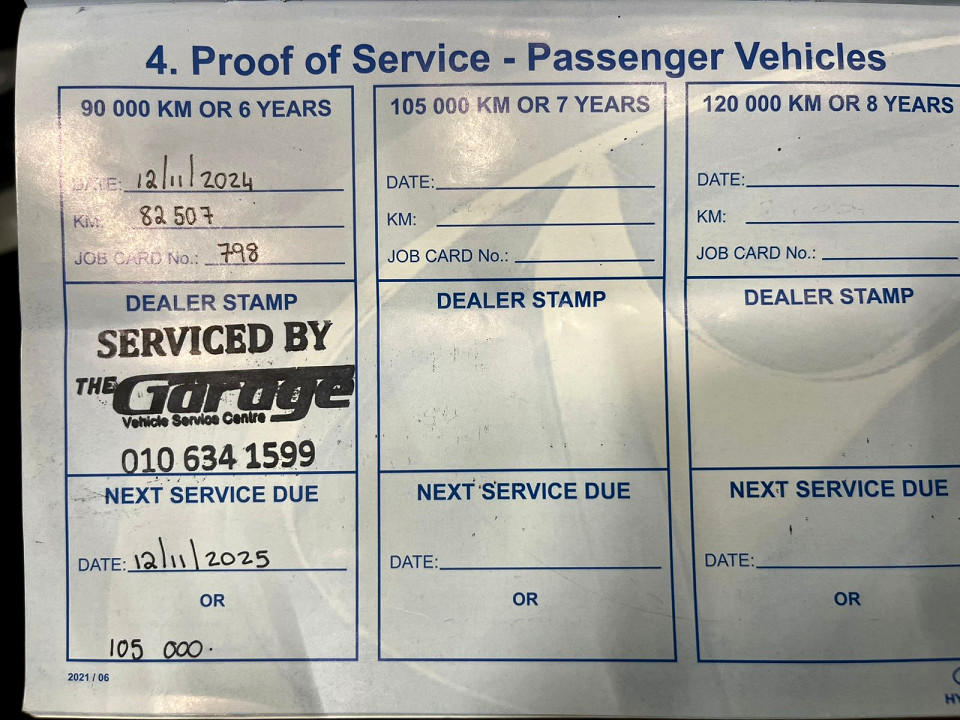 4. Proof of Service - Passenger Vehicles
90 000 KM OR 6 YEARS
DATE: 12/11/2024
KM: 82 507
JOB CARD No.: 798
DEALER STAMP
SERVICED BY
THE Garage
Vehicle Service Centre
010 634 1599
NEXT SERVICE DUE
DATE: 12/11/2025
OR
105 000.
105 000 KM OR 7 YEARS
DATE:
KM:
JOB CARD No.:
DEALER STAMP
NEXT SERVICE DUE
DATE:
OR
120 000 KM OR 8 YEARS
DATE:
KM:
JOB CARD No.:
DEALER STAMP
NEXT SERVICE DUE
DATE:
OR
2021 / 06